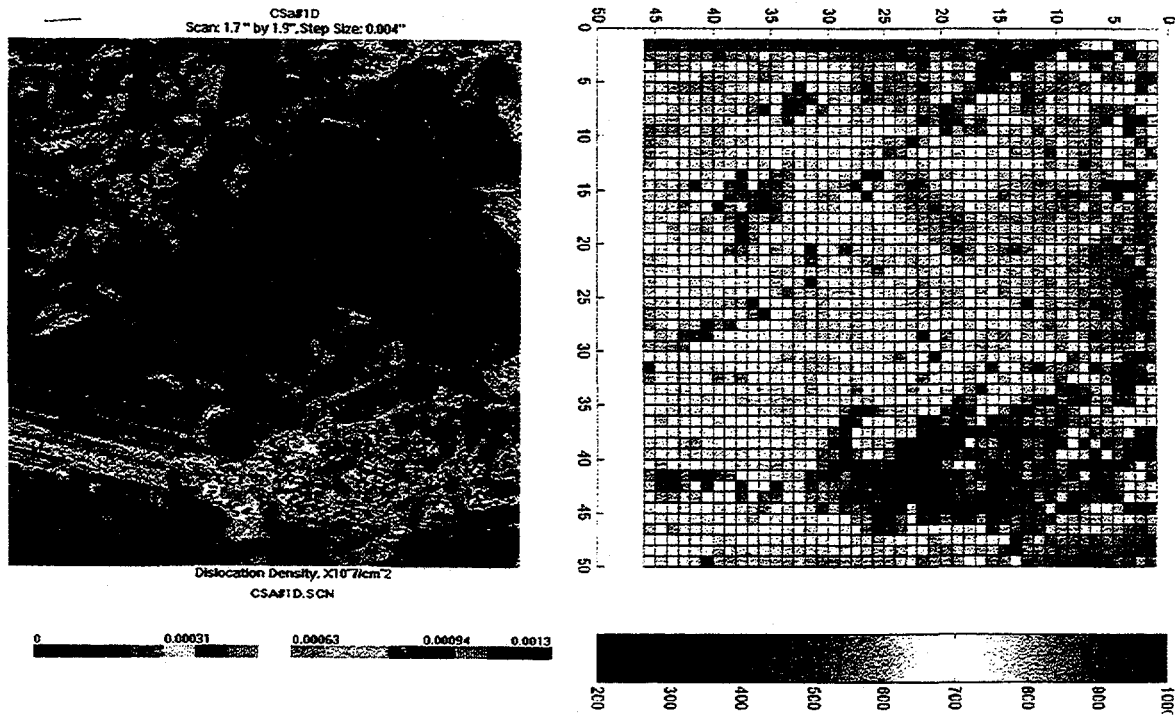 CSa#1D
Scan: 1.7" by 1.9", Step Size: 0.004"
Dislocation Density, X10^7/cm^2
CSA#1D.SCN
0 0.00031 0.00063 0.00094 0.0013
50 45 40 35 30 25 20 15 10 5 0
0
5
10
15
20
25
30
35
40
45
50
200 300 400 500 600 700 800 900 1000